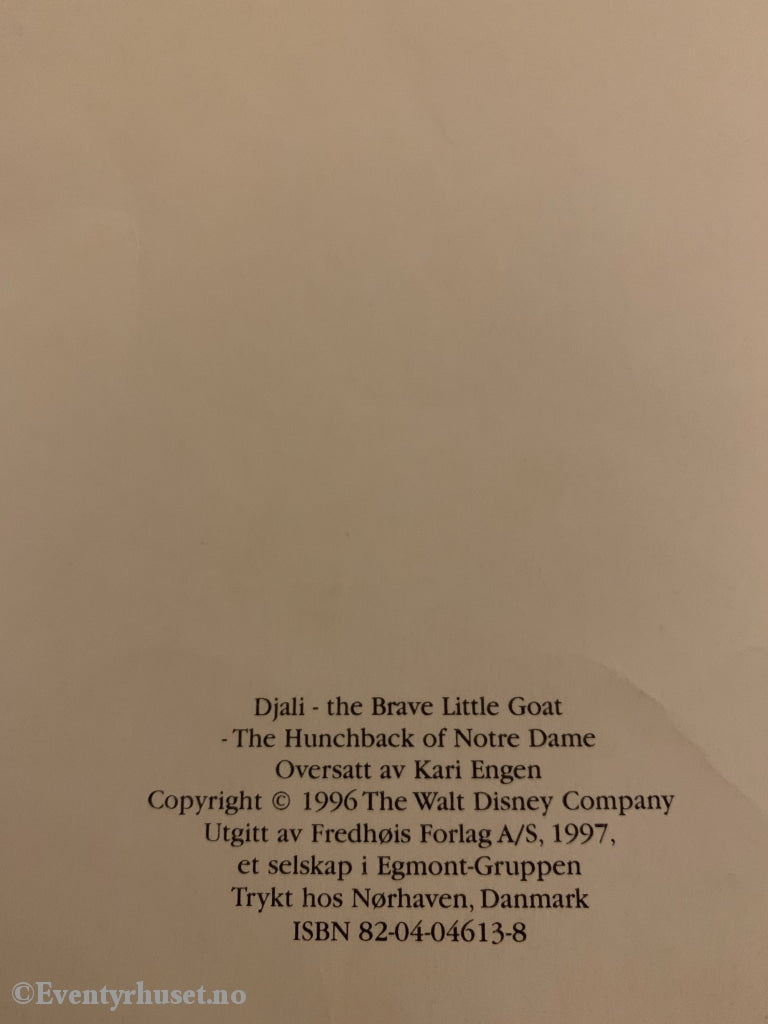 Djali - the Brave Little Goat
- The Hunchback of Notre Dame
Oversatt av Kari Engen
Copyright © 1996 The Walt Disney Company
Utgitt av Fredhøis Forlag A/S, 1997,
et selskap i Egmont-Gruppen
Trykt hos Nørhaven, Danmark
ISBN 82-04-04613-8
©Eventyrhuset.no